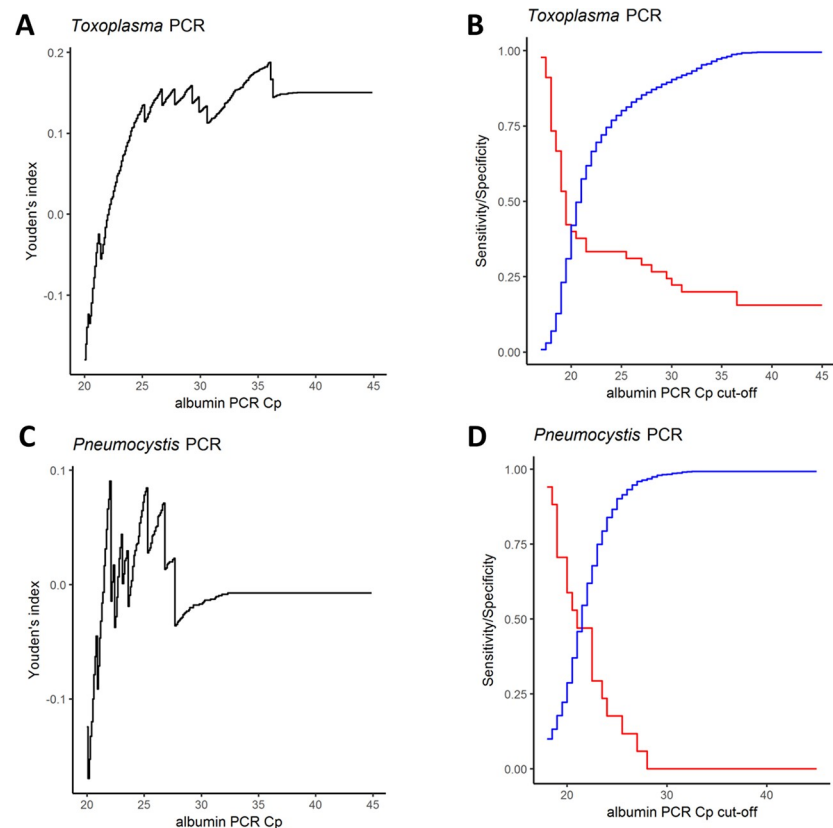 A
Toxoplasma PCR
Youden's index
0.2
0.1
0.0
-0.1
20 25 30 35 40 45
albumin PCR Cp
B
Toxoplasma PCR
Sensitivity/Specificity
1.00
0.75
0.50
0.25
0.00
20 25 30 35 40 45
albumin PCR Cp cut-off
C
Pneumocystis PCR
Youden's index
0.1
0.0
-0.1
20 25 30 35 40 45
albumin PCR Cp
D
Pneumocystis PCR
Sensitivity/Specificity
1.00
0.75
0.50
0.25
0.00
20 30 40
albumin PCR Cp cut-off